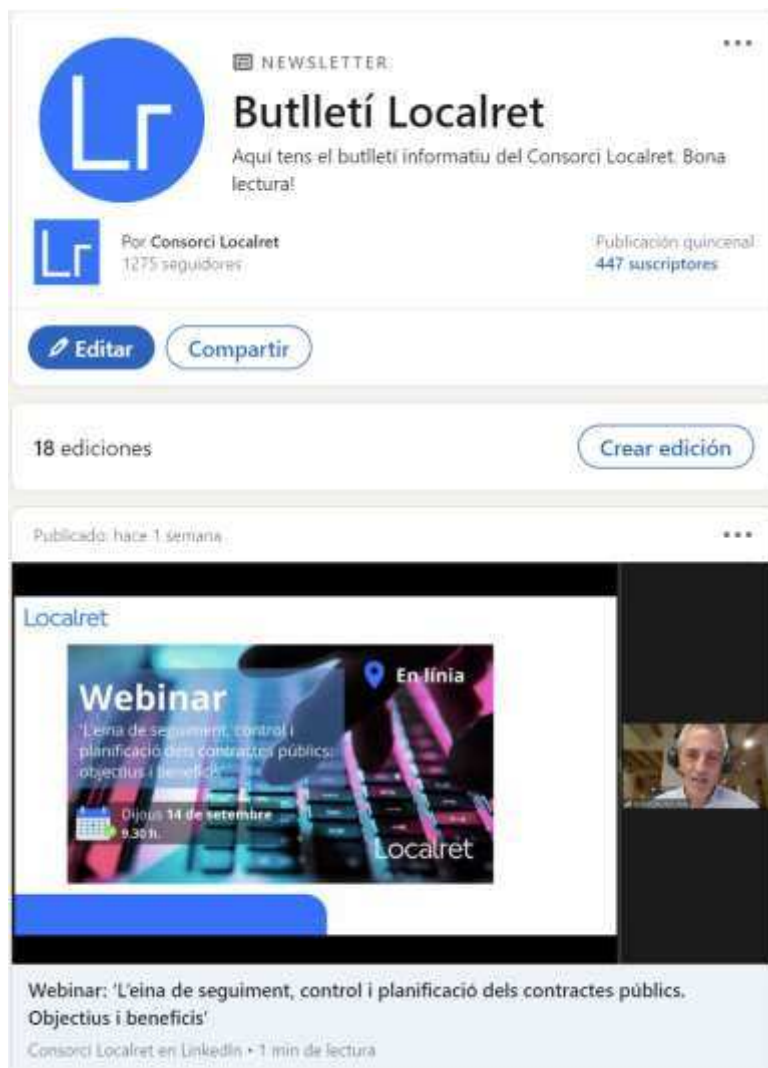 Lr
NEWSLETTER
Butlletí Localret
Aquí tens el butlletí informatiu del Consorci Localret. Bona
lectura!
Lr
Por Consorci Localret
1275 seguidores
Publicación quincenal
447 suscriptores
Editar
Compartir
18 ediciones
Crear edición
Publicado: hace 1 semana
Localret
En línia
Webinar
'L'eina de seguiment, control i
planificació dels contractes públics:
objectius i beneficis'
Dijous 14 de setembre
9.30 h.
Localret
Webinar: 'L'eina de seguiment, control i planificació dels contractes públics.
Objectius i beneficis'
Consorci Localret en LinkedIn • 1 min de lectura